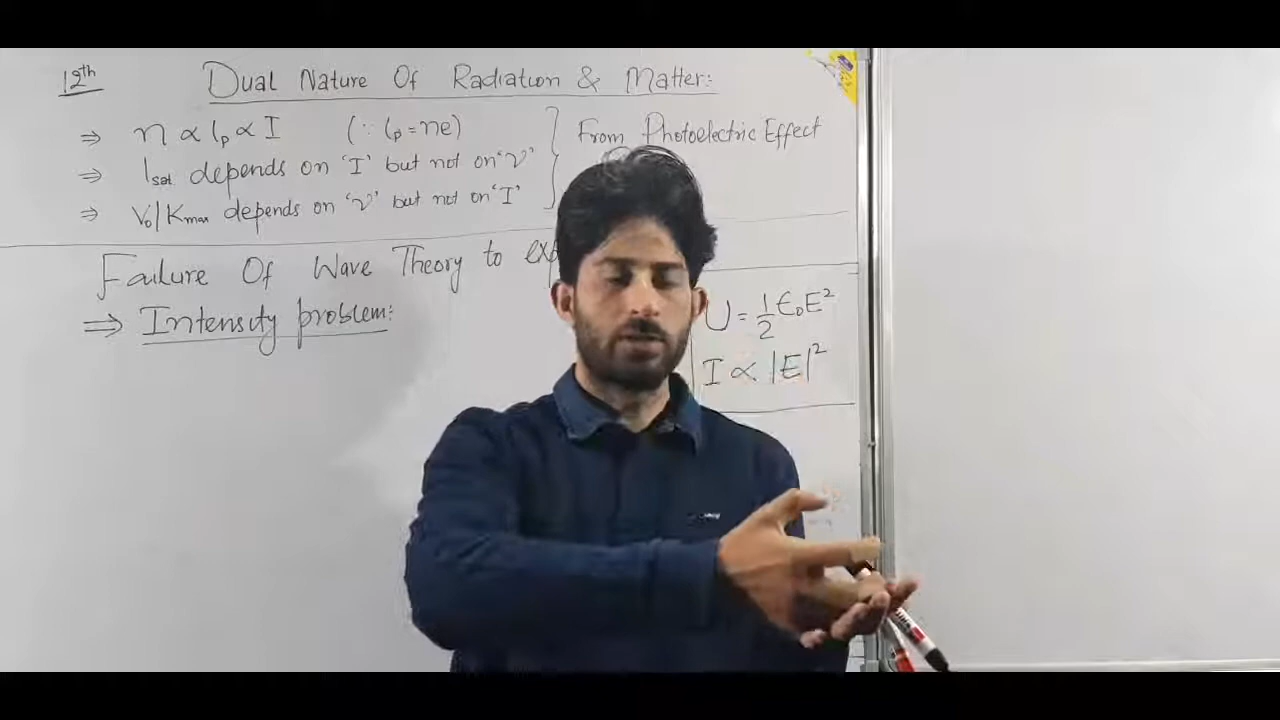 12th
Dual Nature Of Radiation & Matter:
⇒ n ∝ ip ∝ I (∵ ip = ne)
⇒ Isat. depends on 'I' but not on 'ν'
⇒ V₀/Kmax depends on 'ν' but not on 'I'
From Photoelectric Effect
Failure Of Wave Theory to exp
⇒ Intensity problem:
U = 1/2 ε₀E²
I ∝ |E|²